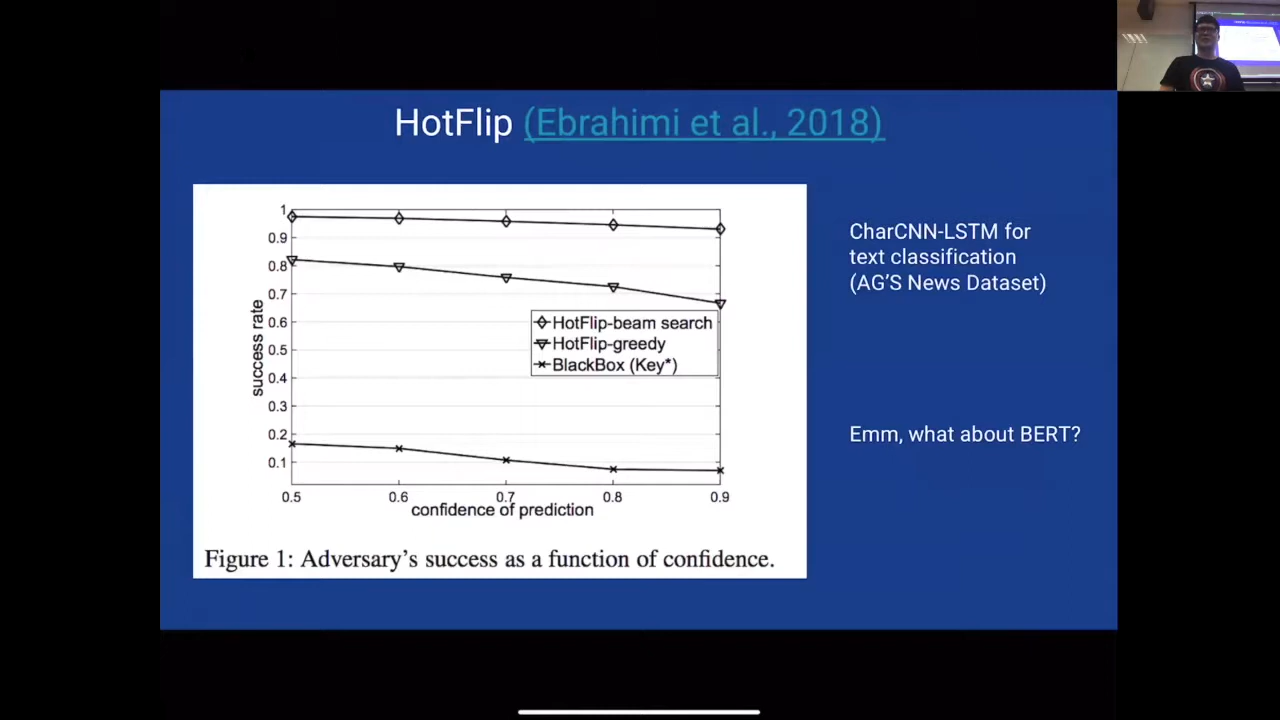 HotFlip (Ebrahimi et al., 2018)
1
0.9
0.8
0.7
0.6
0.5
0.4
0.3
0.2
0.1
success rate
HotFlip-beam search
HotFlip-greedy
BlackBox (Key*)
0.5 0.6 0.7 0.8 0.9
confidence of prediction
Figure 1: Adversary's success as a function of confidence.
CharCNN-LSTM for
text classification
(AG'S News Dataset)
Emm, what about BERT?